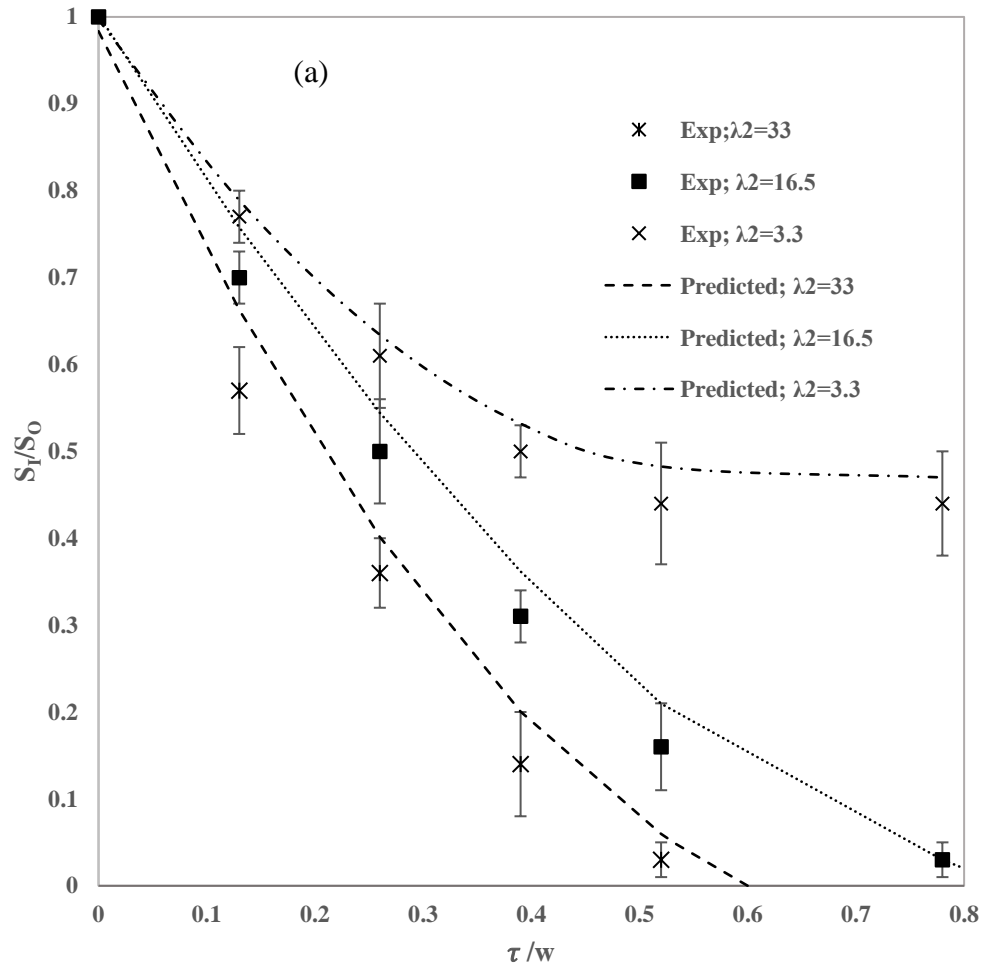 (a)
1
0.9
0.8
0.7
0.6
0.5
0.4
0.3
0.2
0.1
0
S_I/S_O
Exp;λ2=33
Exp; λ2=16.5
Exp; λ2=3.3
Predicted; λ2=33
Predicted; λ2=16.5
Predicted; λ2=3.3
0 0.1 0.2 0.3 0.4 0.5 0.6 0.7 0.8
τ /w